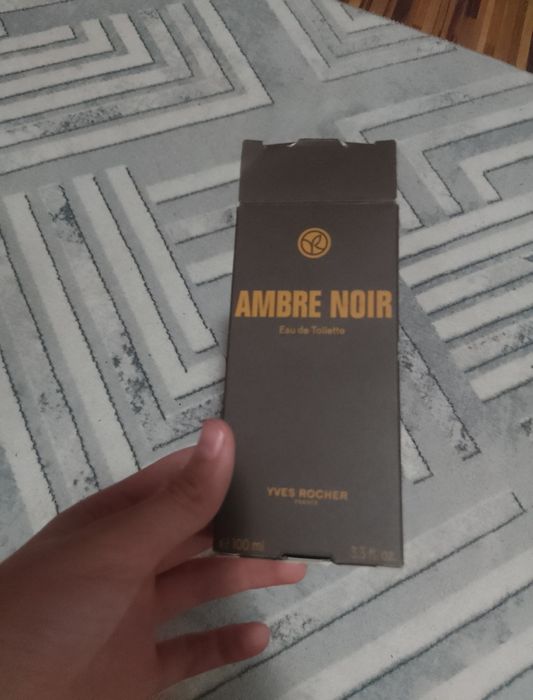 AMBRE NOIR
Eau de Toilette
YVES ROCHER
FRANCE
e 100 ml 3.3 fl. oz.